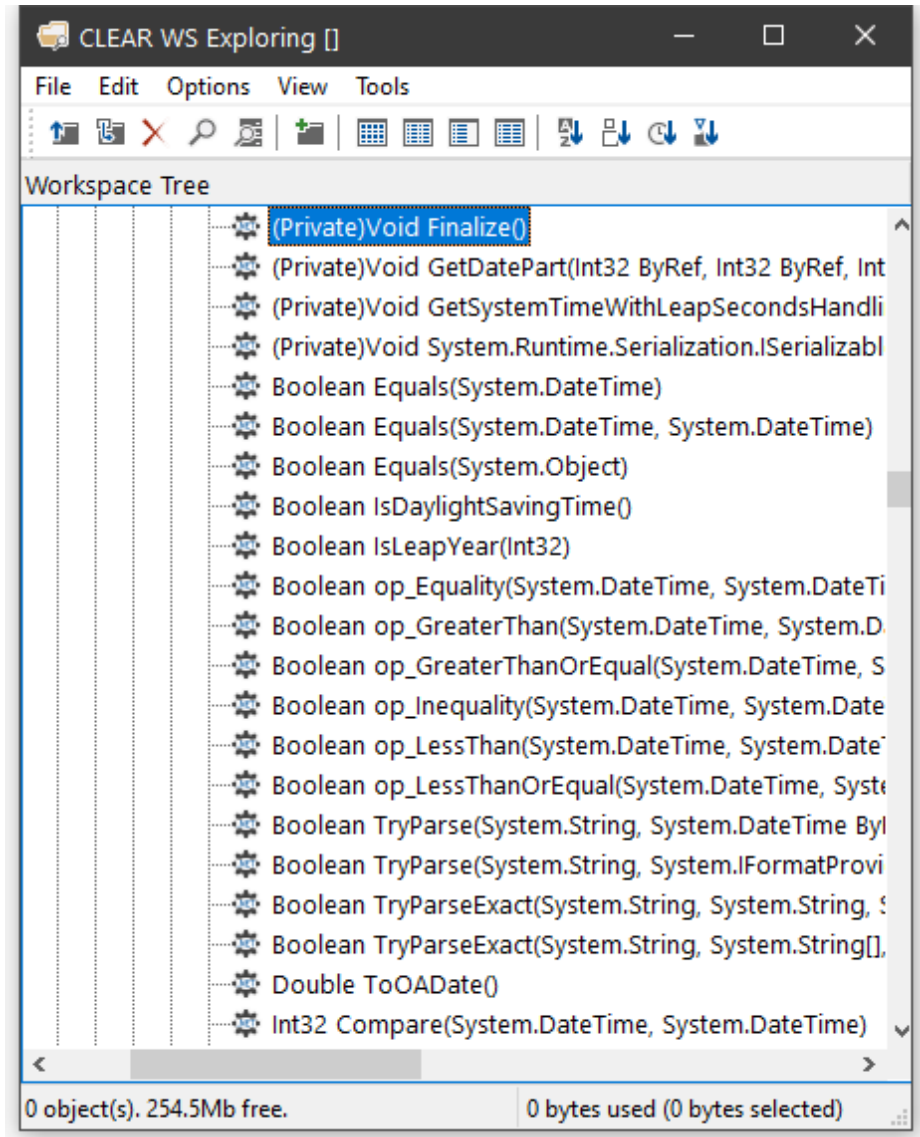 CLEAR WS Exploring []
File Edit Options View Tools
Workspace Tree
(Private)Void Finalize()
(Private)Void GetDatePart(Int32 ByRef, Int32 ByRef, Int
(Private)Void GetSystemTimeWithLeapSecondsHandli
(Private)Void System.Runtime.Serialization.ISerializabl
Boolean Equals(System.DateTime)
Boolean Equals(System.DateTime, System.DateTime)
Boolean Equals(System.Object)
Boolean IsDaylightSavingTime()
Boolean IsLeapYear(Int32)
Boolean op_Equality(System.DateTime, System.DateTi
Boolean op_GreaterThan(System.DateTime, System.D
Boolean op_GreaterThanOrEqual(System.DateTime, S
Boolean op_Inequality(System.DateTime, System.Date
Boolean op_LessThan(System.DateTime, System.Date
Boolean op_LessThanOrEqual(System.DateTime, Syste
Boolean TryParse(System.String, System.DateTime By
Boolean TryParse(System.String, System.IFormatProvi
Boolean TryParseExact(System.String, System.String,
Boolean TryParseExact(System.String, System.String[],
Double ToOADate()
Int32 Compare(System.DateTime, System.DateTime)
0 object(s). 254.5Mb free. 0 bytes used (0 bytes selected)